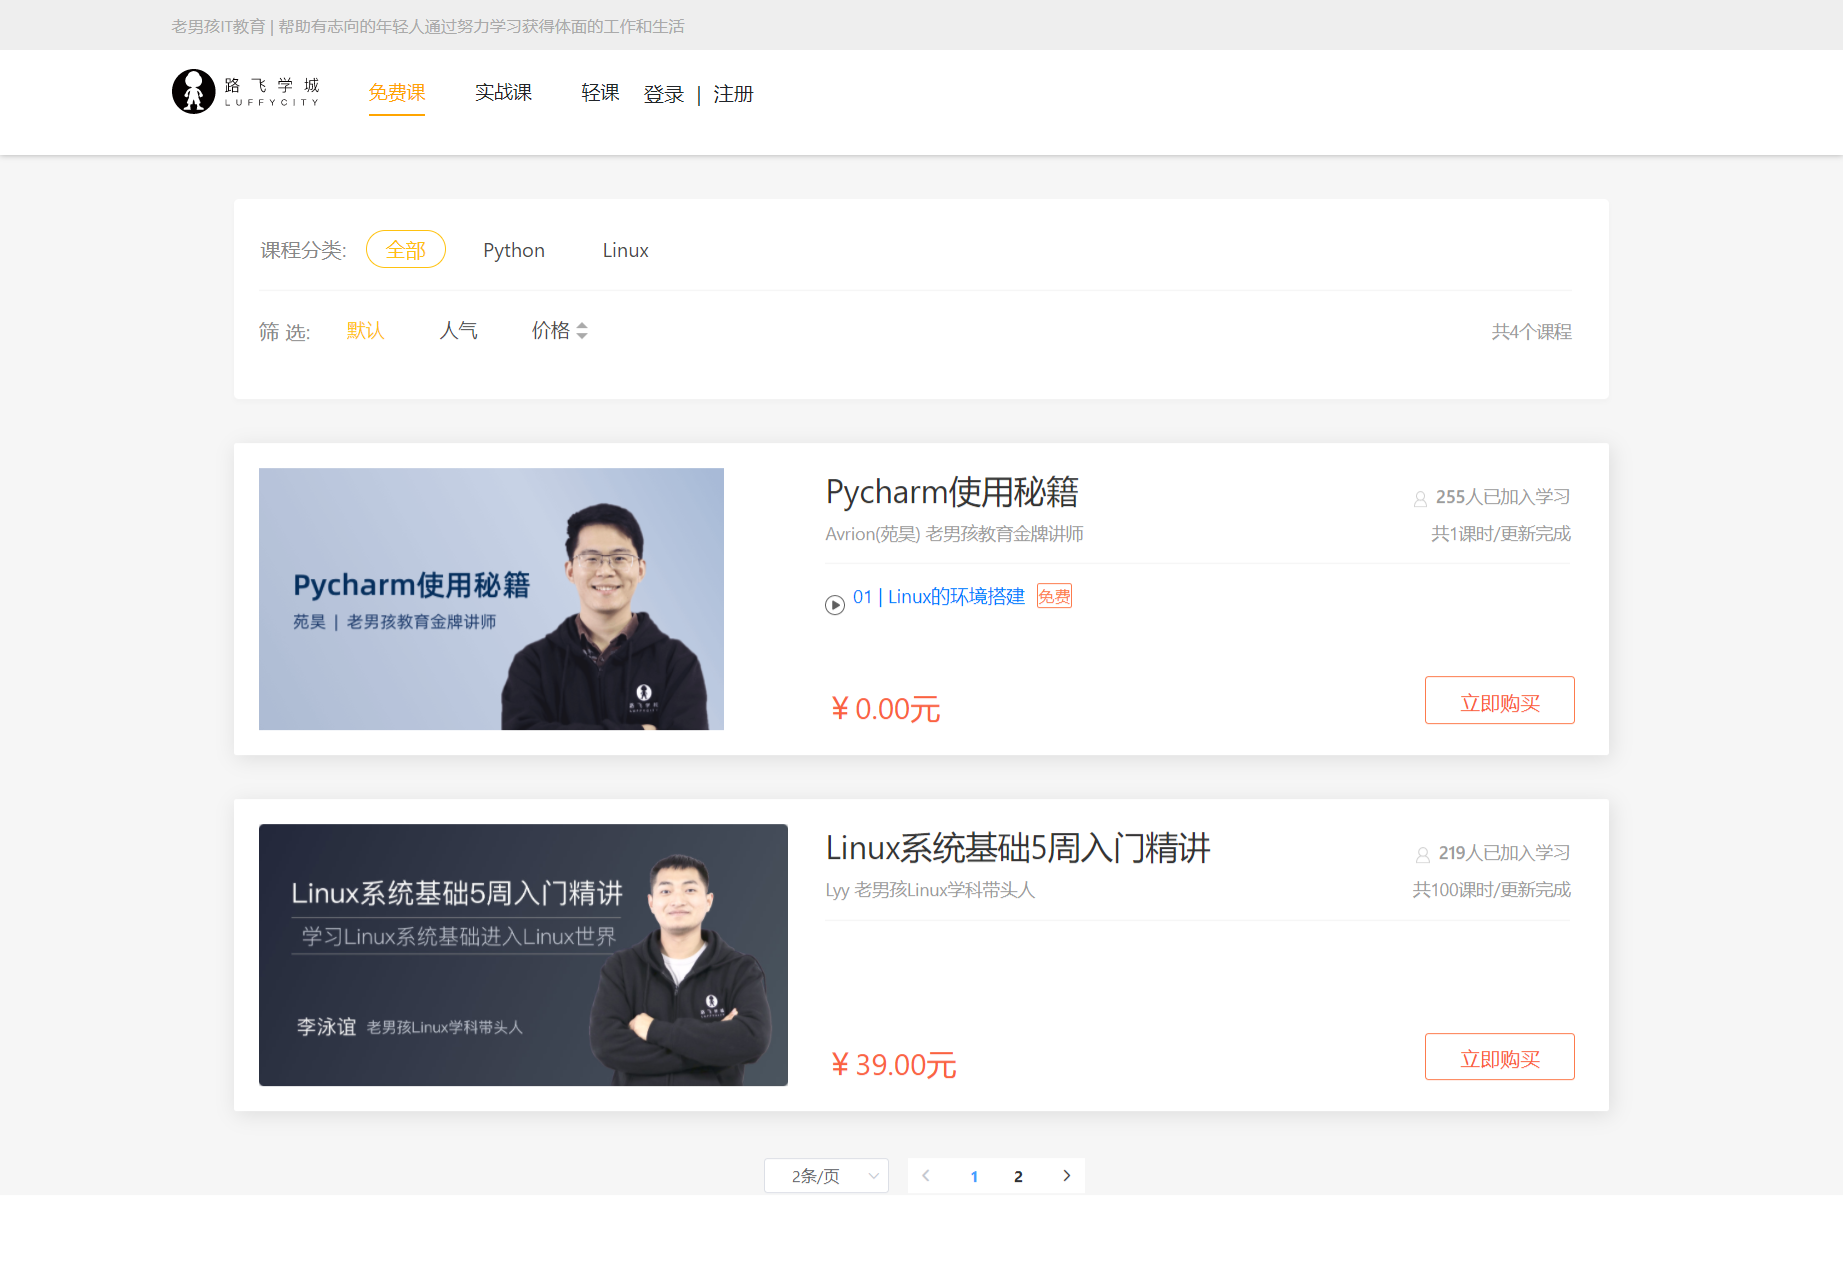 老男孩IT教育 | 帮助有志向的年轻人通过努力学习获得体面的工作和生活
路飞学城
LUFFYCITY
免费课 实战课 轻课 登录 | 注册
课程分类: 全部 Python Linux
筛 选: 默认 人气 价格 共4个课程
Pycharm使用秘籍
苑昊 | 老男孩教育金牌讲师
路飞学城
LUFFYCITY
Pycharm使用秘籍 255人已加入学习
Avrion(苑昊) 老男孩教育金牌讲师 共1课时/更新完成
01 | Linux的环境搭建 免费
¥ 0.00元 立即购买
Linux系统基础5周入门精讲
学习Linux系统基础进入Linux世界
李泳谊 老男孩Linux学科带头人
路飞学城
LUFFYCITY
Linux系统基础5周入门精讲 219人已加入学习
Lyy 老男孩Linux学科带头人 共100课时/更新完成
¥ 39.00元 立即购买
2条/页 1 2